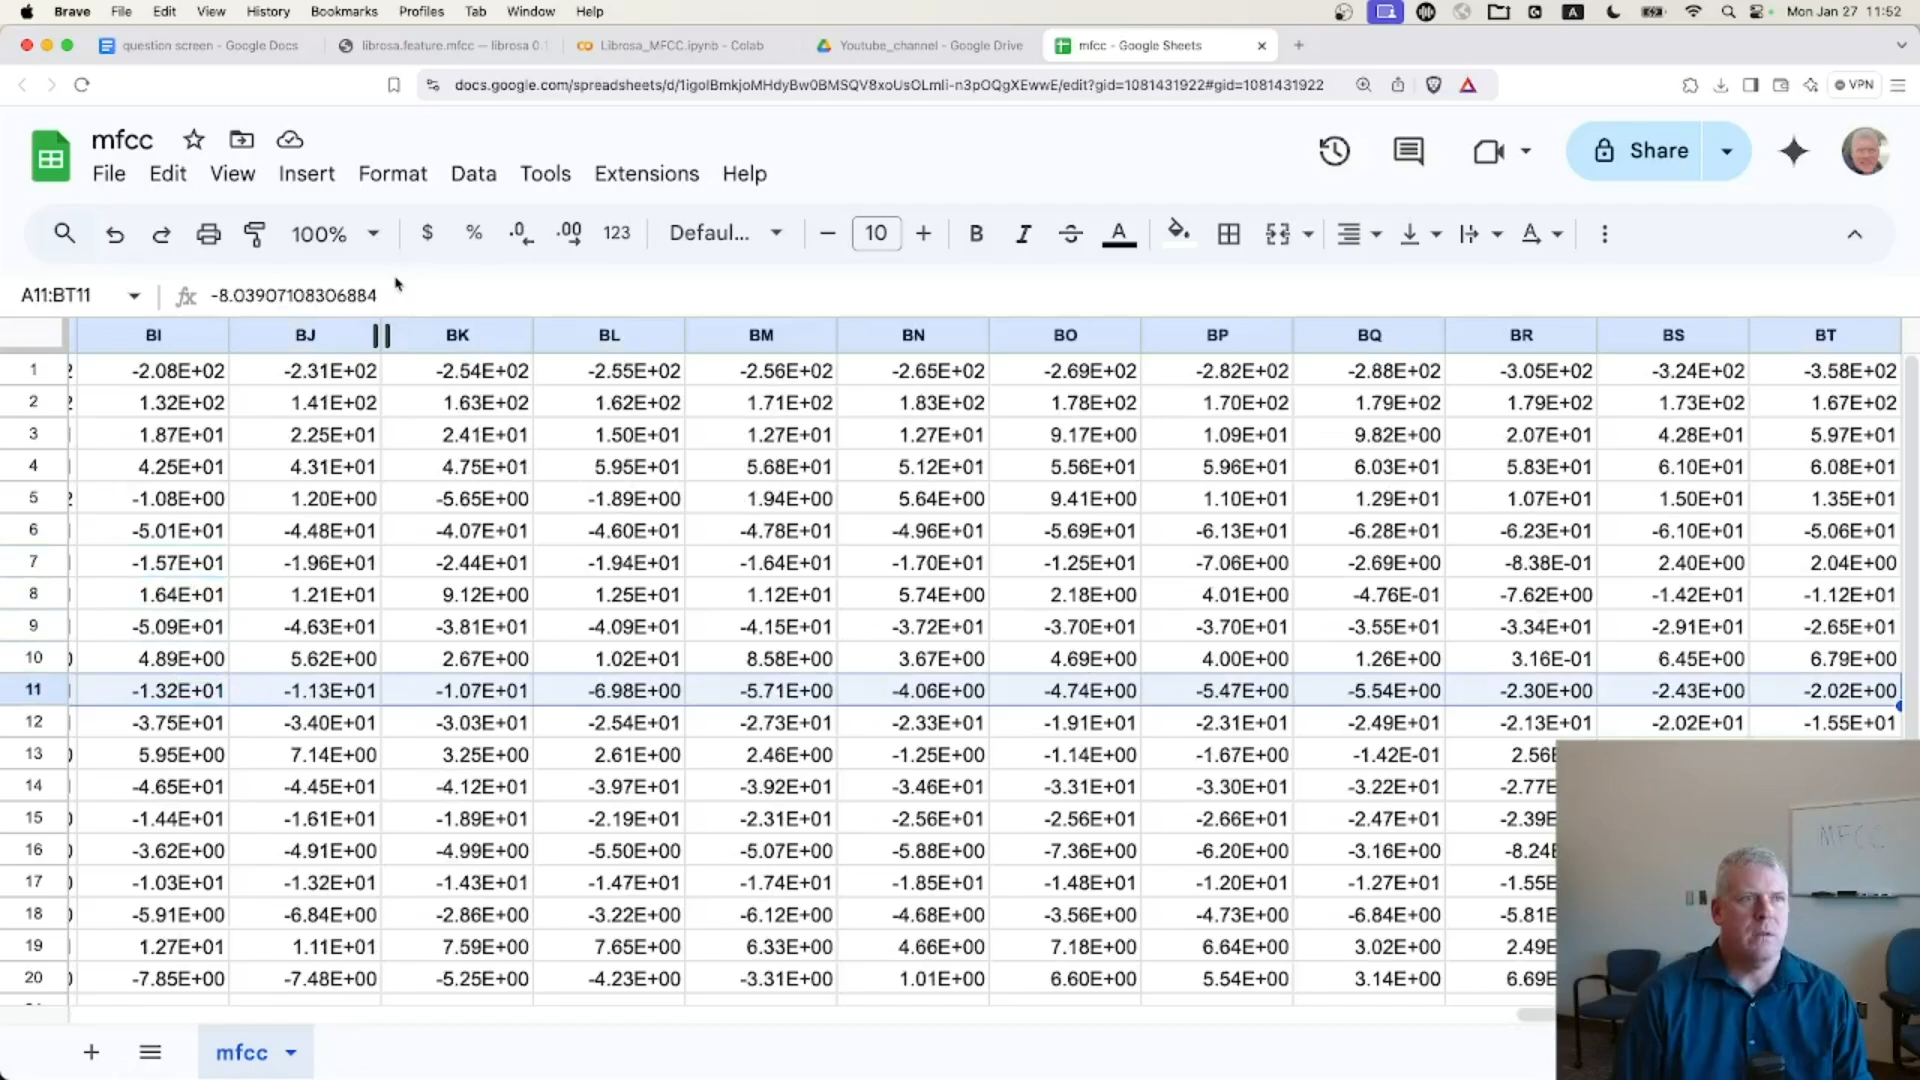 Brave File Edit View History Bookmarks Profiles Tab Window Help A Mon Jan 27 11:52
question screen - Google Docs librosa.feature.mfcc — librosa 0.1 Librosa_MFCC.ipynb - Colab Youtube_channel - Google Drive mfcc - Google Sheets
docs.google.com/spreadsheets/d/1igolBmkjoMHdyBw0BMSQV8xoUsOLmli-n3pOQgXEwwE/edit?gid=1081431922#gid=1081431922 VPN
mfcc
File Edit View Insert Format Data Tools Extensions Help Share
100% $ % .0 .00 123 Defaul... 10 B I A
A11:BT11 fx -8.03907108306884
BI BJ BK BL BM BN BO BP BQ BR BS BT
1 2 -2.08E+02 -2.31E+02 -2.54E+02 -2.55E+02 -2.56E+02 -2.65E+02 -2.69E+02 -2.82E+02 -2.88E+02 -3.05E+02 -3.24E+02 -3.58E+02
2 2 1.32E+02 1.41E+02 1.63E+02 1.62E+02 1.71E+02 1.83E+02 1.78E+02 1.70E+02 1.79E+02 1.79E+02 1.73E+02 1.67E+02
3 1.87E+01 2.25E+01 2.41E+01 1.50E+01 1.27E+01 1.27E+01 9.17E+00 1.09E+01 9.82E+00 2.07E+01 4.28E+01 5.97E+01
4 4.25E+01 4.31E+01 4.75E+01 5.95E+01 5.68E+01 5.12E+01 5.56E+01 5.96E+01 6.03E+01 5.83E+01 6.10E+01 6.08E+01
5 2 -1.08E+00 1.20E+00 -5.65E+00 -1.89E+00 1.94E+00 5.64E+00 9.41E+00 1.10E+01 1.29E+01 1.07E+01 1.50E+01 1.35E+01
6 -5.01E+01 -4.48E+01 -4.07E+01 -4.60E+01 -4.78E+01 -4.96E+01 -5.69E+01 -6.13E+01 -6.28E+01 -6.23E+01 -6.10E+01 -5.06E+01
7 -1.57E+01 -1.96E+01 -2.44E+01 -1.94E+01 -1.64E+01 -1.70E+01 -1.25E+01 -7.06E+00 -2.69E+00 -8.38E-01 2.40E+00 2.04E+00
8 1.64E+01 1.21E+01 9.12E+00 1.25E+01 1.12E+01 5.74E+00 2.18E+00 4.01E+00 -4.76E-01 -7.62E+00 -1.42E+01 -1.12E+01
9 -5.09E+01 -4.63E+01 -3.81E+01 -4.09E+01 -4.15E+01 -3.72E+01 -3.70E+01 -3.70E+01 -3.55E+01 -3.34E+01 -2.91E+01 -2.65E+01
10 4.89E+00 5.62E+00 2.67E+00 1.02E+01 8.58E+00 3.67E+00 4.69E+00 4.00E+00 1.26E+00 3.16E-01 6.45E+00 6.79E+00
11 -1.32E+01 -1.13E+01 -1.07E+01 -6.98E+00 -5.71E+00 -4.06E+00 -4.74E+00 -5.47E+00 -5.54E+00 -2.30E+00 -2.43E+00 -2.02E+00
12 -3.75E+01 -3.40E+01 -3.03E+01 -2.54E+01 -2.73E+01 -2.33E+01 -1.91E+01 -2.31E+01 -2.49E+01 -2.13E+01 -2.02E+01 -1.55E+01
13 5.95E+00 7.14E+00 3.25E+00 2.61E+00 2.46E+00 -1.25E+00 -1.14E+00 -1.67E+00 -1.42E-01 2.56E
14 -4.65E+01 -4.45E+01 -4.12E+01 -3.97E+01 -3.92E+01 -3.46E+01 -3.31E+01 -3.30E+01 -3.22E+01 -2.77E
15 -1.44E+01 -1.61E+01 -1.89E+01 -2.19E+01 -2.31E+01 -2.56E+01 -2.56E+01 -2.66E+01 -2.47E+01 -2.39E
16 -3.62E+00 -4.91E+00 -4.99E+00 -5.50E+00 -5.07E+00 -5.88E+00 -7.36E+00 -6.20E+00 -3.16E+00 -8.24E
17 -1.03E+01 -1.32E+01 -1.43E+01 -1.47E+01 -1.74E+01 -1.85E+01 -1.48E+01 -1.20E+01 -1.27E+01 -1.55E
18 -5.91E+00 -6.84E+00 -2.86E+00 -3.22E+00 -6.12E+00 -4.68E+00 -3.56E+00 -4.73E+00 -6.84E+00 -5.81E
19 1.27E+01 1.11E+01 7.59E+00 7.65E+00 6.33E+00 4.66E+00 7.18E+00 6.64E+00 3.02E+00 2.49E
20 -7.85E+00 -7.48E+00 -5.25E+00 -4.23E+00 -3.31E+00 1.01E+01 6.60E+00 5.54E+00 3.14E+00 6.69E
MFCC
mfcc